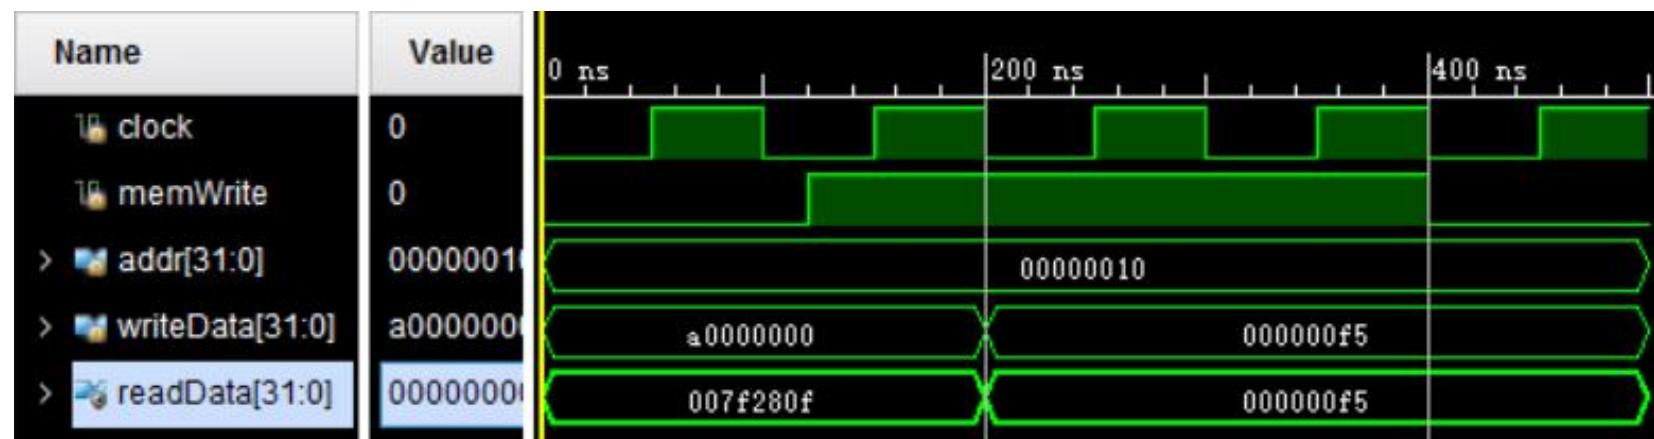 Name Value 0 ns 200 ns 400 ns
clock 0
memWrite 0
addr[31:0] 0000001 00000010
writeData[31:0] a000000 a0000000 000000f5
readData[31:0] 0000000 007f280f 000000f5